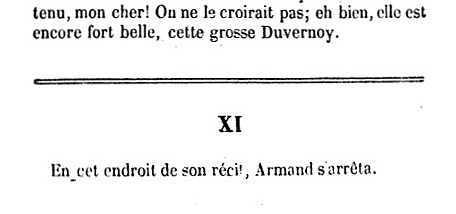 tenu, mon cher! On ne le croirait pas; eh bien, elle est
encore fort belle, cette grosse Duvernoy.
XI
En cet endroit de son récit, Armand s'arrêta.